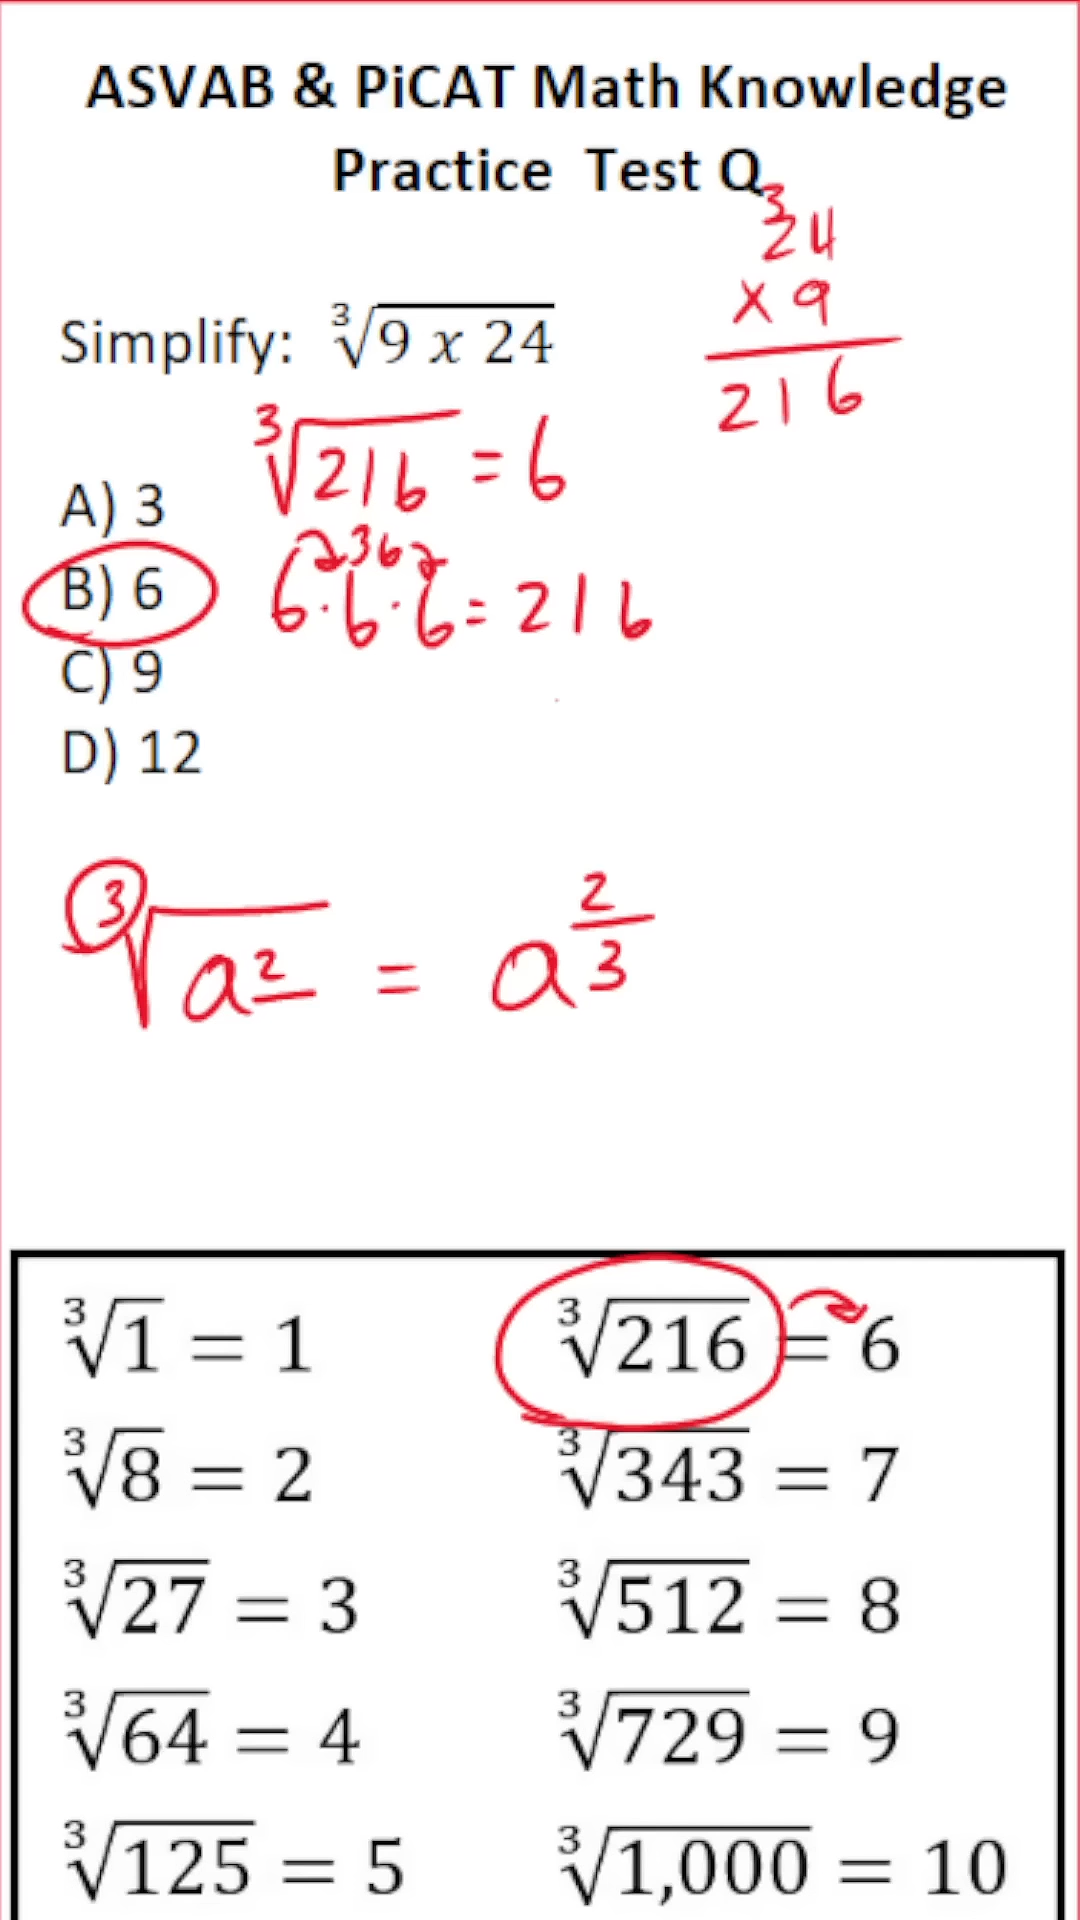 ASVAB & PiCAT Math Knowledge
Practice Test Q
3
24
x 9
216
Simplify: ∛9 x 24
∛216 = 6
A) 3
36
B) 6
6·6·6=216
C) 9
D) 12
∛a² = a^2/3
∛1 = 1
∛216 = 6
∛8 = 2
∛343 = 7
∛27 = 3
∛512 = 8
∛64 = 4
∛729 = 9
∛125 = 5
∛1,000 = 10